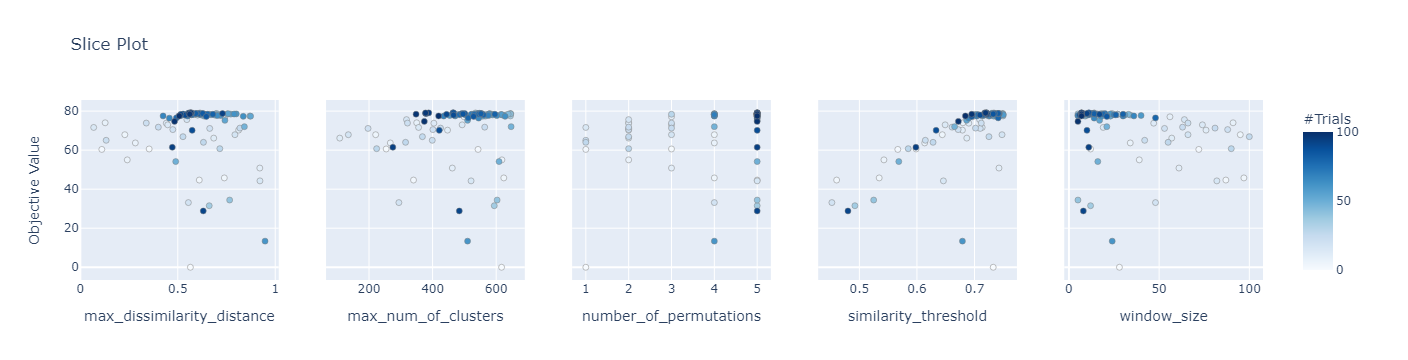 Slice Plot
Objective Value
80
60
40
20
0
0 0.5 1
max_dissimilarity_distance
200 400 600
max_num_of_clusters
1 2 3 4 5
number_of_permutations
0.5 0.6 0.7
similarity_threshold
0 50 100
window_size
#Trials
100
50
0